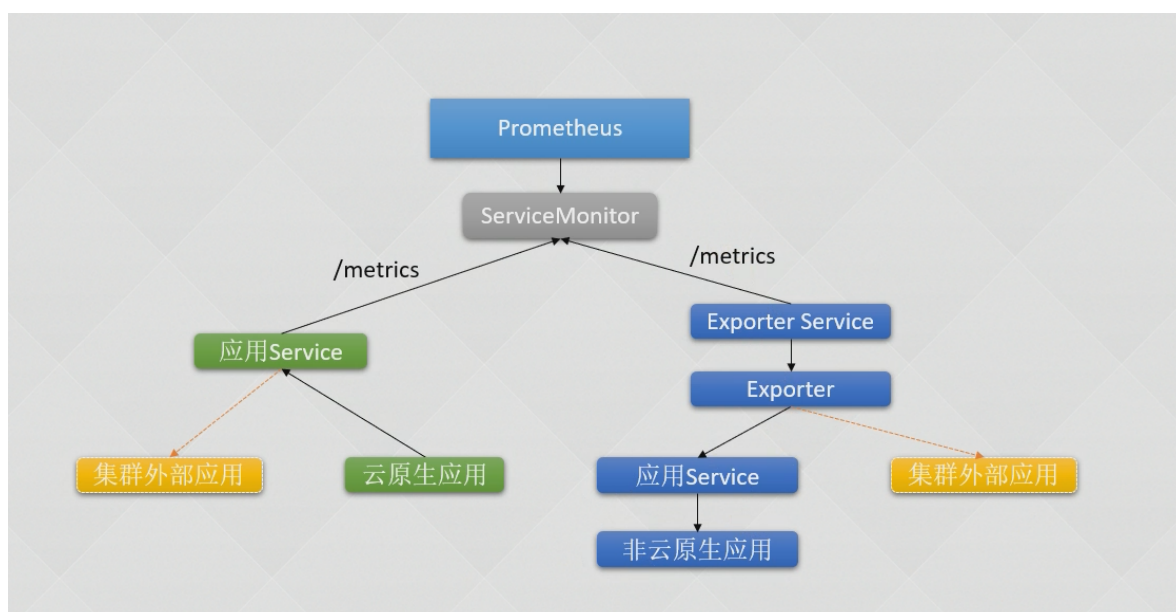 Prometheus
ServiceMonitor
/metrics
/metrics
应用Service
Exporter Service
Exporter
集群外部应用
云原生应用
应用Service
集群外部应用
非云原生应用